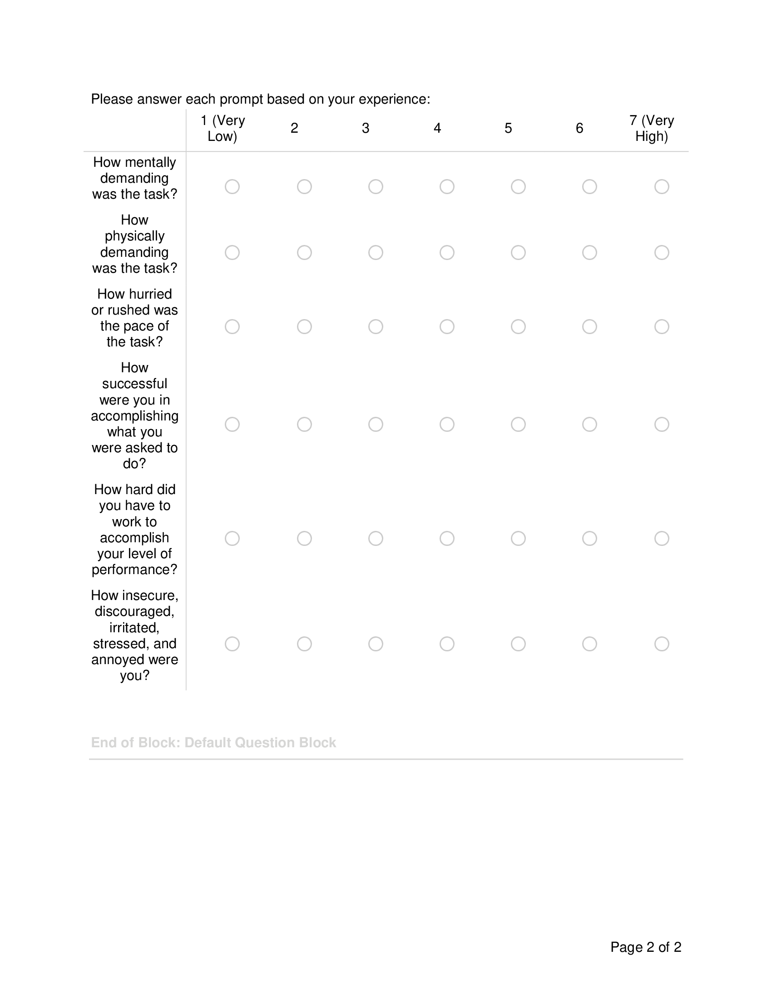 Please answer each prompt based on your experience:
1 (Very
Low)
2
3
4
5
6
7 (Very
High)
How mentally
demanding
was the task?
How
physically
demanding
was the task?
How hurried
or rushed was
the pace of
the task?
How
successful
were you in
accomplishing
what you
were asked to
do?
How hard did
you have to
work to
accomplish
your level of
performance?
How insecure,
discouraged,
irritated,
stressed, and
annoyed were
you?
End of Block: Default Question Block
Page 2 of 2